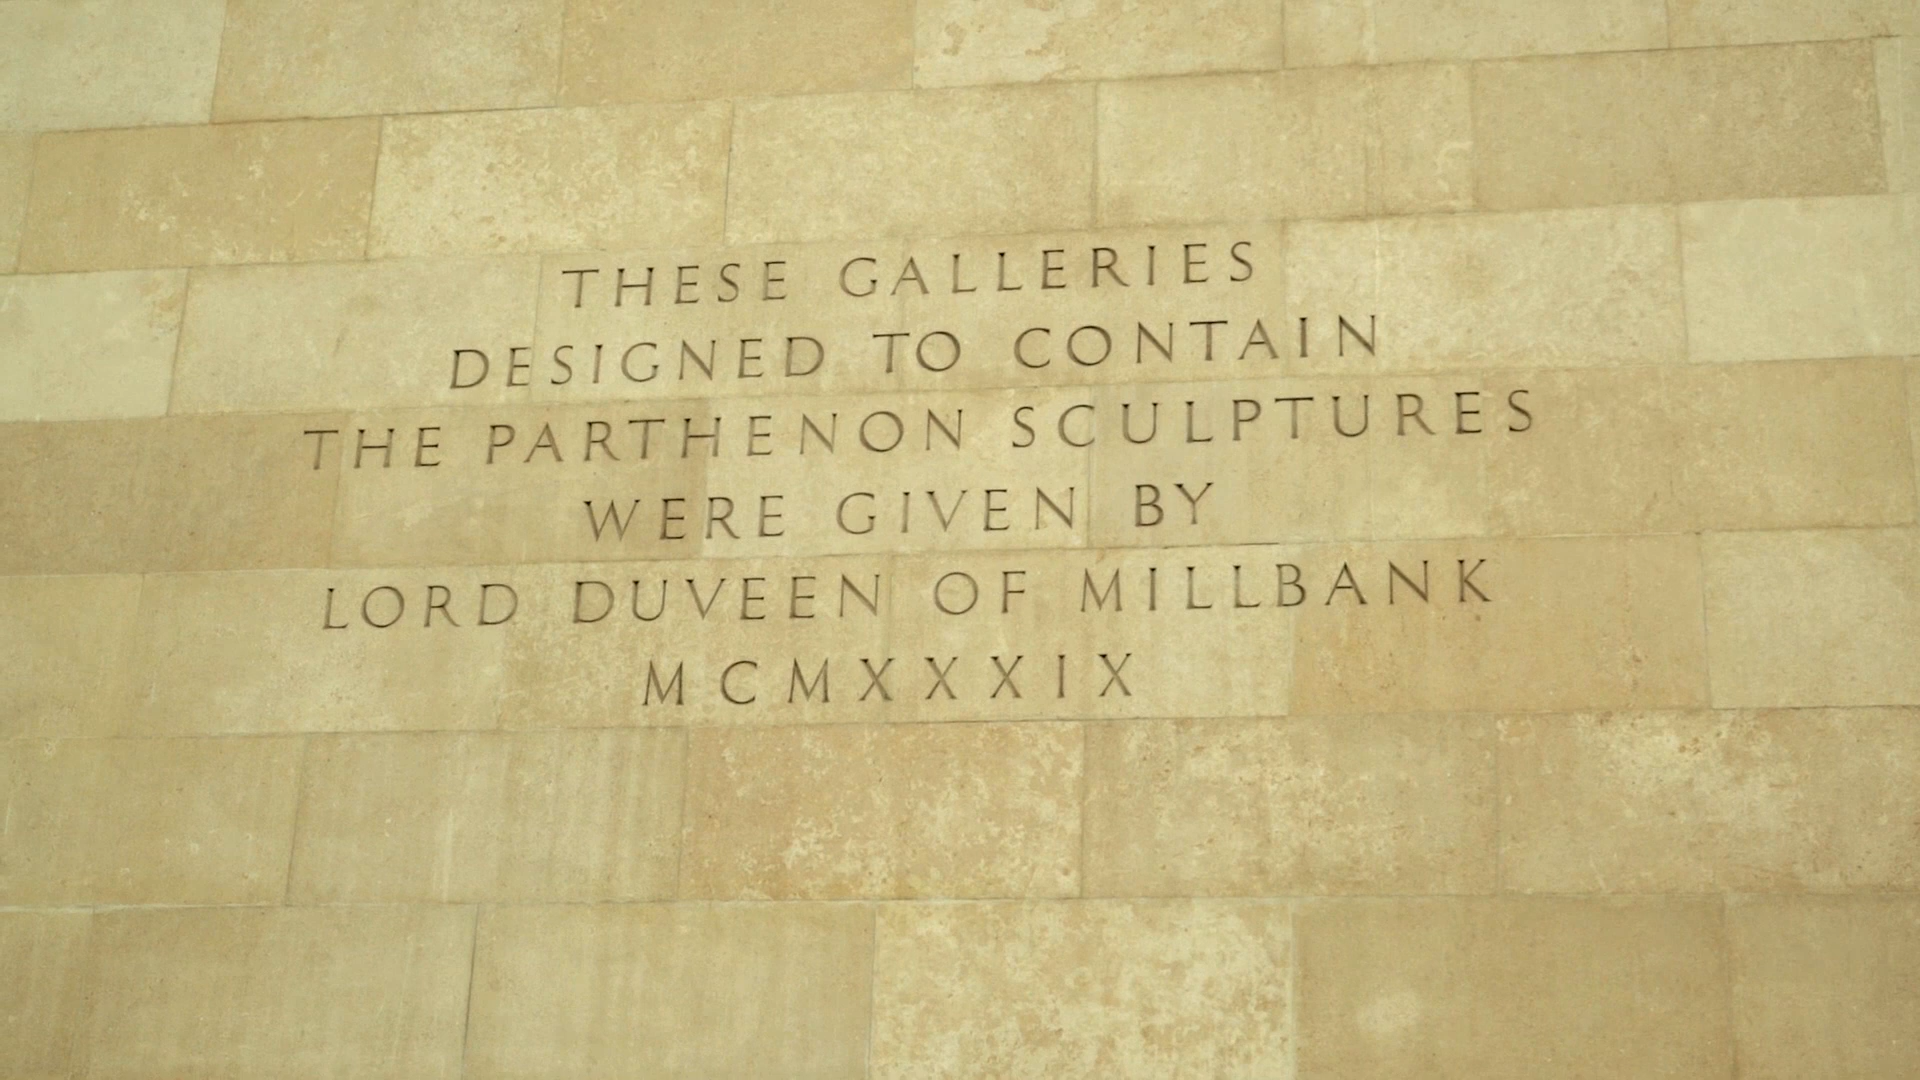 THESE GALLERIES
DESIGNED TO CONTAIN
THE PARTHENON SCULPTURES
WERE GIVEN BY
LORD DUVEEN OF MILLBANK
MCMXXXIX